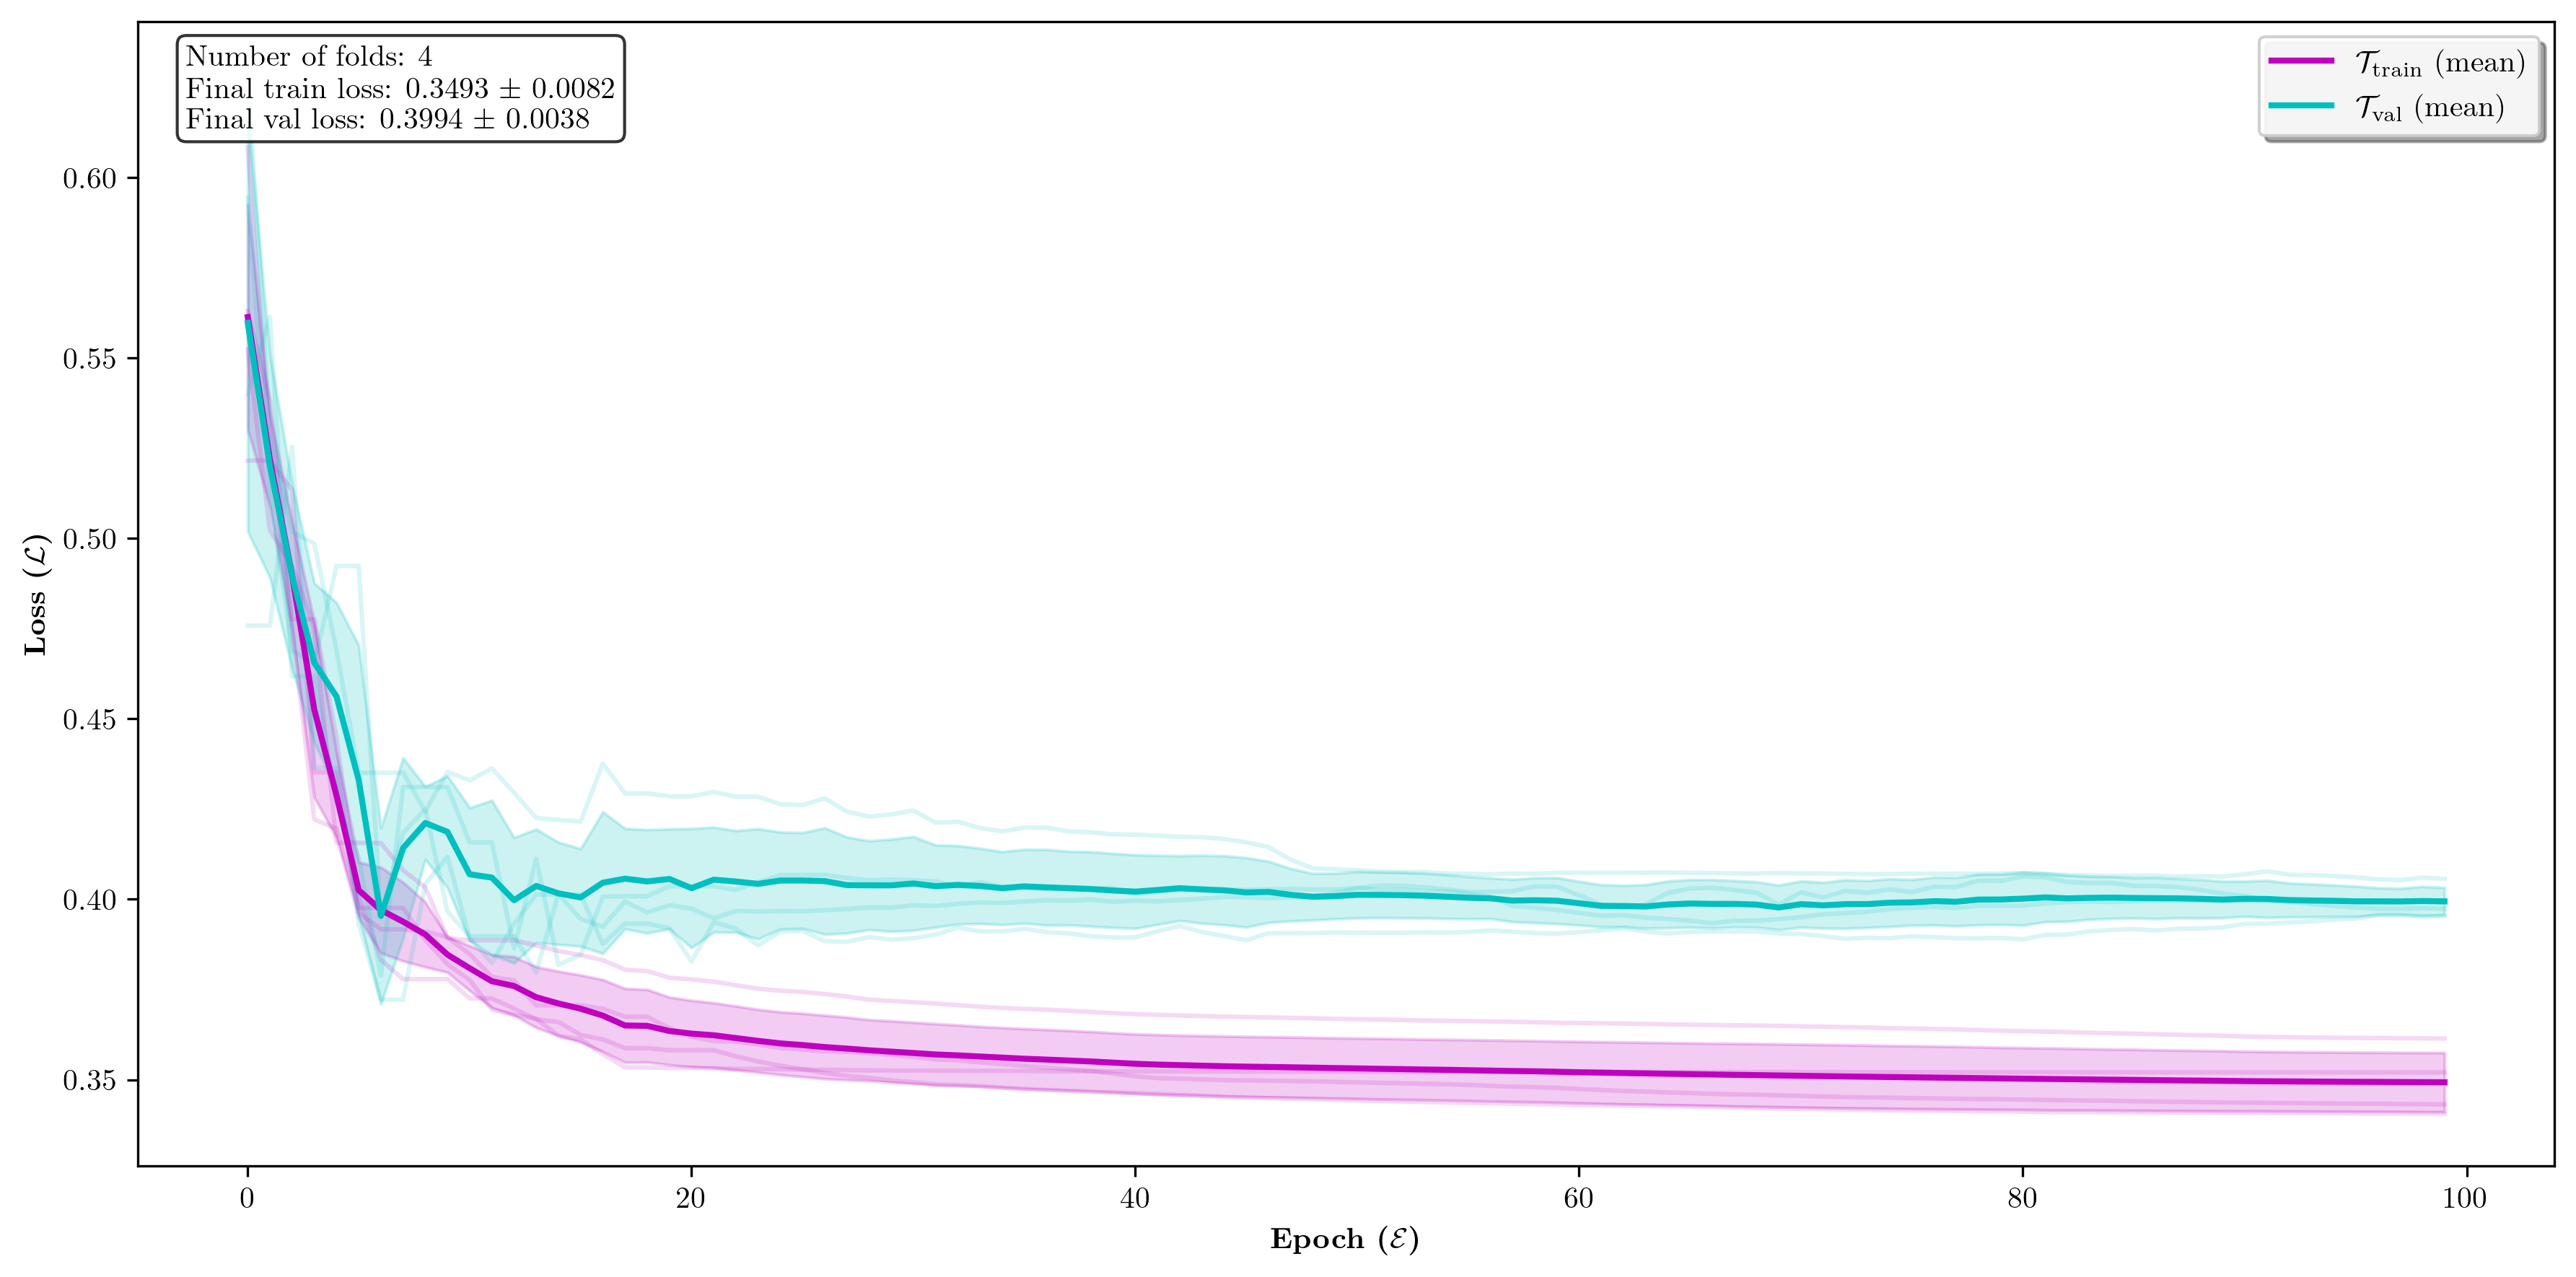 Number of folds: 4
Final train loss: 0.3493 ± 0.0082
Final val loss: 0.3994 ± 0.0038
𝒯train (mean)
𝒯val (mean)
0.60
0.55
0.50
0.45
0.40
0.35
Loss (ℒ)
0 20 40 60 80 100
Epoch (ℰ)